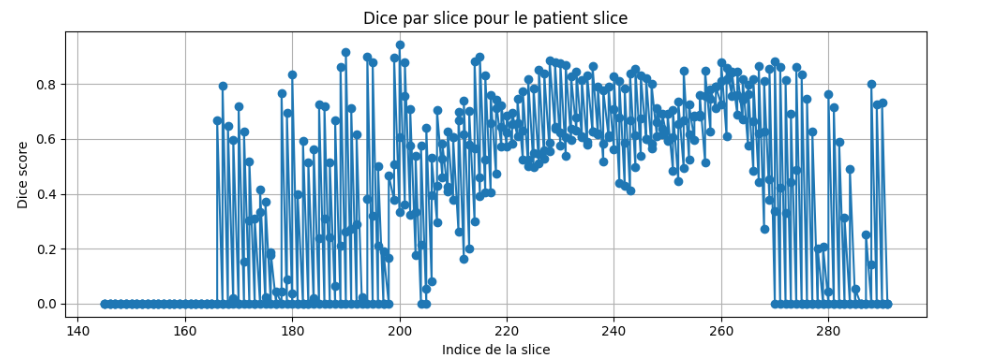 Dice par slice pour le patient slice
Dice score
0.8
0.6
0.4
0.2
0.0
140 160 180 200 220 240 260 280
Indice de la slice